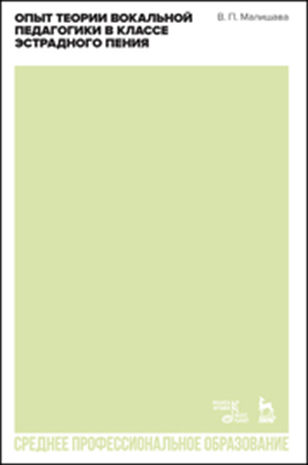 ОПЫТ ТЕОРИИ ВОКАЛЬНОЙ
ПЕДАГОГИКИ В КЛАССЕ
ЭСТРАДНОГО ПЕНИЯ
В. П. Малишава
СРЕДНЕЕ ПРОФЕССИОНАЛЬНОЕ ОБРАЗОВАНИЕ